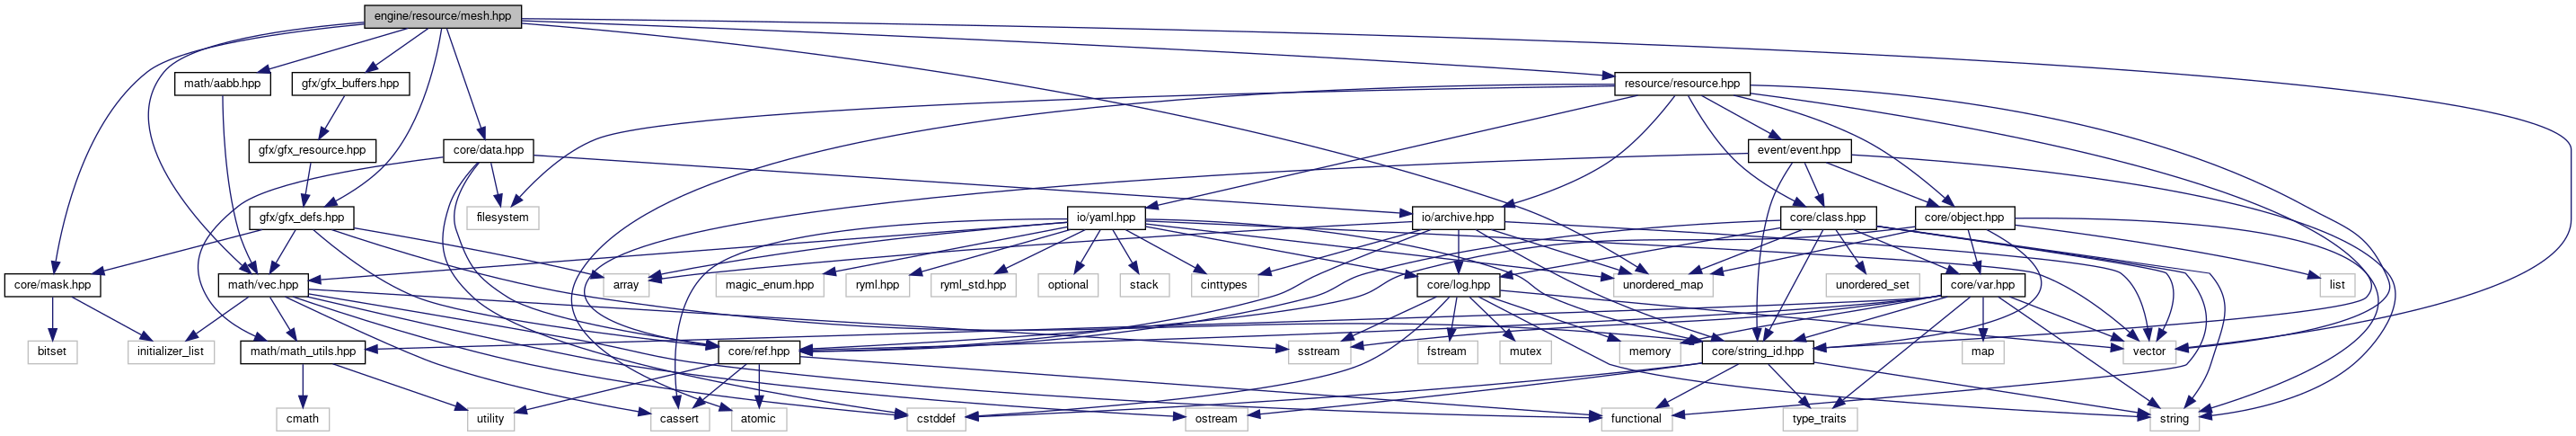 engine/resource/mesh.hpp
math/aabb.hpp
gfx/gfx_buffers.hpp
resource/resource.hpp
gfx/gfx_resource.hpp
core/data.hpp
event/event.hpp
gfx/gfx_defs.hpp
filesystem
io/yaml.hpp
io/archive.hpp
core/class.hpp
core/object.hpp
core/mask.hpp
math/vec.hpp
array
magic_enum.hpp
ryml.hpp
ryml_std.hpp
optional
stack
cinttypes
core/log.hpp
unordered_map
unordered_set
core/var.hpp
list
bitset
initializer_list
math/math_utils.hpp
sstream
core/ref.hpp
fstream
mutex
memory
core/string_id.hpp
map
vector
cmath
utility
cassert
atomic
cstddef
ostream
functional
type_traits
string